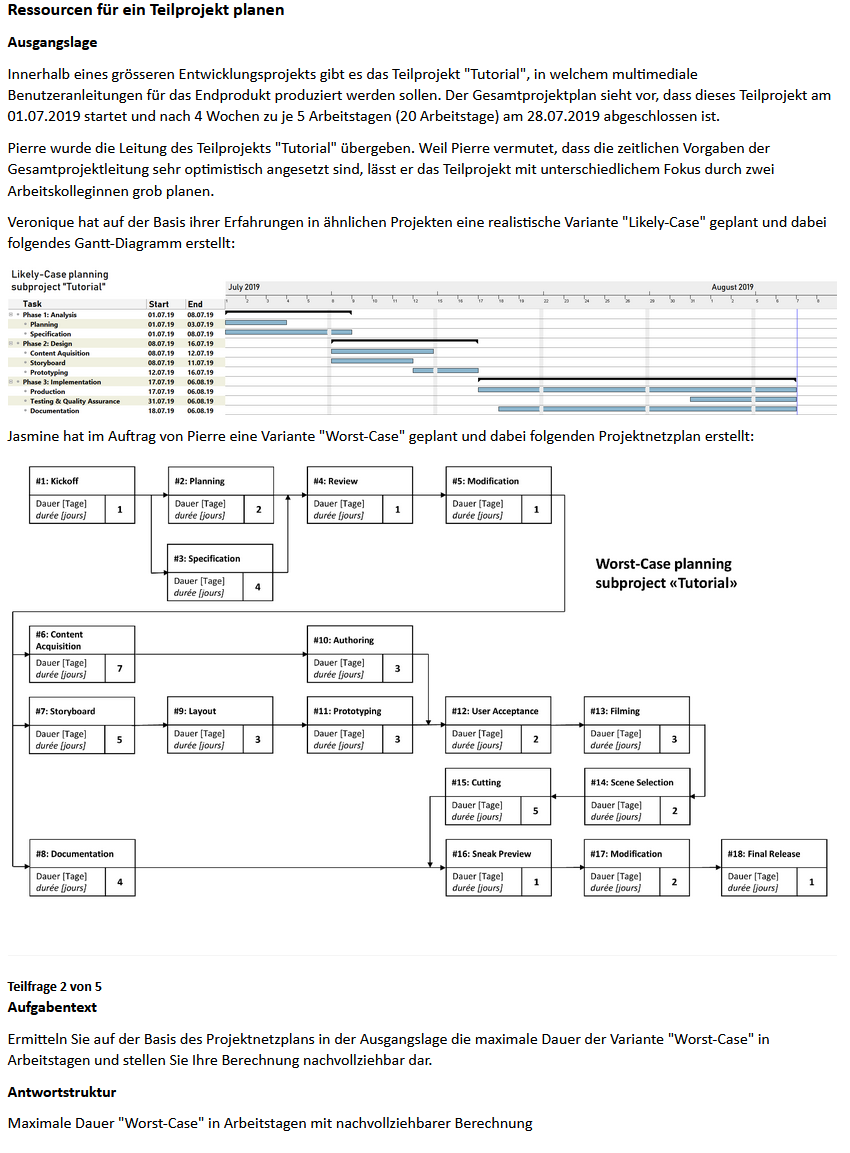 Ressourcen für ein Teilprojekt planen
Ausgangslage
Innerhalb eines grösseren Entwicklungsprojekts gibt es das Teilprojekt "Tutorial", in welchem multimediale
Benutzeranleitungen für das Endprodukt produziert werden sollen. Der Gesamtprojektplan sieht vor, dass dieses Teilprojekt am
01.07.2019 startet und nach 4 Wochen zu je 5 Arbeitstagen (20 Arbeitstage) am 28.07.2019 abgeschlossen ist.
Pierre wurde die Leitung des Teilprojekts "Tutorial" übergeben. Weil Pierre vermutet, dass die zeitlichen Vorgaben der
Gesamtprojektleitung sehr optimistisch angesetzt sind, lässt er das Teilprojekt mit unterschiedlichem Fokus durch zwei
Arbeitskolleginnen grob planen.
Veronique hat auf der Basis ihrer Erfahrungen in ähnlichen Projekten eine realistische Variante "Likely-Case" geplant und dabei
folgendes Gantt-Diagramm erstellt:
Likely-Case planning
subproject "Tutorial"
July 2019 August 2019
Task Start End
Phase 1: Analysis 01.07.19 08.07.19
Planning 01.07.19 03.07.19
Specification 01.07.19 08.07.19
Phase 2: Design 08.07.19 16.07.19
Content Aquisition 08.07.19 12.07.19
Storyboard 08.07.19 11.07.19
Prototyping 12.07.19 16.07.19
Phase 3: Implementation 17.07.19 06.08.19
Production 17.07.19 06.08.19
Testing & Quality Assurance 31.07.19 06.08.19
Documentation 18.07.19 06.08.19
Jasmine hat im Auftrag von Pierre eine Variante "Worst-Case" geplant und dabei folgenden Projektnetzplan erstellt:
#1: Kickoff
Dauer [Tage]
durée [jours]
1
#2: Planning
Dauer [Tage]
durée [jours]
2
#4: Review
Dauer [Tage]
durée [jours]
1
#5: Modification
Dauer [Tage]
durée [jours]
1
#3: Specification
Dauer [Tage]
durée [jours]
4
Worst-Case planning
subproject «Tutorial»
#6: Content
Acquisition
Dauer [Tage]
durée [jours]
7
#10: Authoring
Dauer [Tage]
durée [jours]
3
#7: Storyboard
Dauer [Tage]
durée [jours]
5
#9: Layout
Dauer [Tage]
durée [jours]
3
#11: Prototyping
Dauer [Tage]
durée [jours]
3
#12: User Acceptance
Dauer [Tage]
durée [jours]
2
#13: Filming
Dauer [Tage]
durée [jours]
3
#15: Cutting
Dauer [Tage]
durée [jours]
5
#14: Scene Selection
Dauer [Tage]
durée [jours]
2
#8: Documentation
Dauer [Tage]
durée [jours]
4
#16: Sneak Preview
Dauer [Tage]
durée [jours]
1
#17: Modification
Dauer [Tage]
durée [jours]
2
#18: Final Release
Dauer [Tage]
durée [jours]
1
Teilfrage 2 von 5
Aufgabentext
Ermitteln Sie auf der Basis des Projektnetzplans in der Ausgangslage die maximale Dauer der Variante "Worst-Case" in
Arbeitstagen und stellen Sie Ihre Berechnung nachvollziehbar dar.
Antwortstruktur
Maximale Dauer "Worst-Case" in Arbeitstagen mit nachvollziehbarer Berechnung